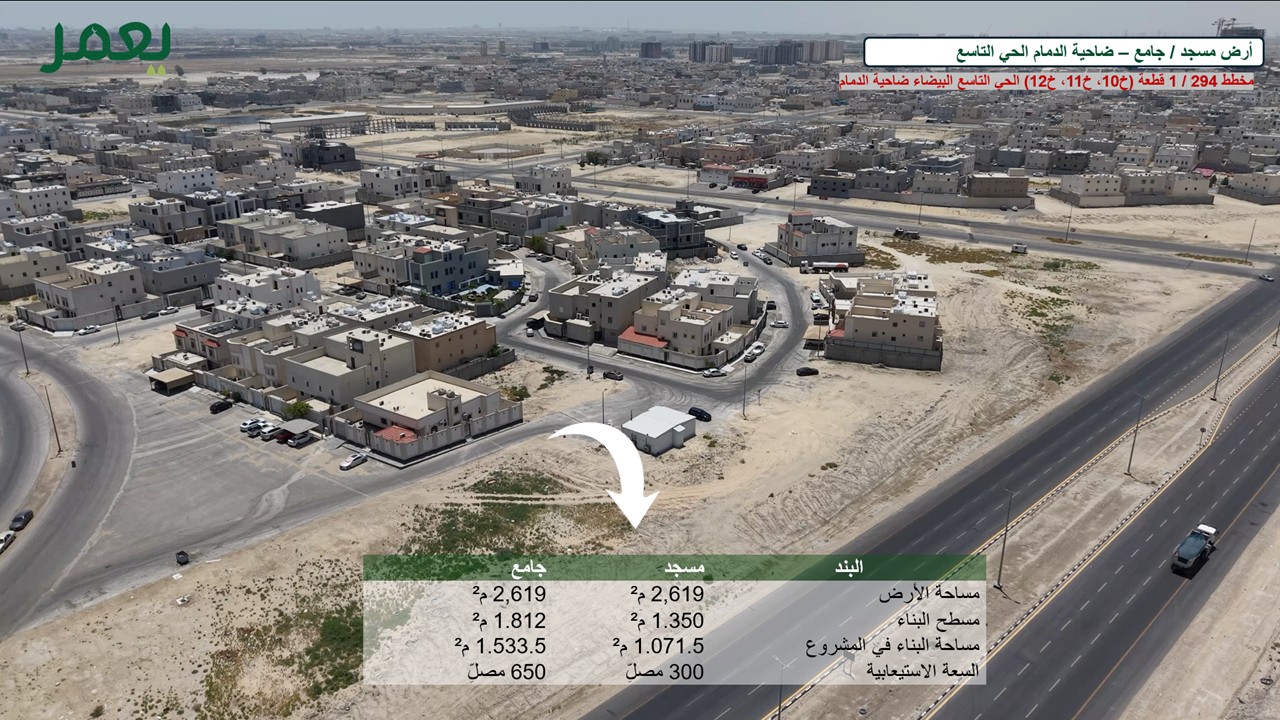 يعمر
أرض مسجد / جامع – ضاحية الدمام الحي التاسع
مخطط 294 / 1 قطعة (خ10، خ11، خ12) الحي التاسع البيضاء ضاحية الدمام
البند مسجد جامع
مساحة الأرض 2,619 م² 2,619 م²
مسطح البناء 1.350 م² 1.812 م²
مساحة البناء في المشروع 1.071.5 م² 1.533.5 م²
السعة الاستيعابية 300 مصلّ 650 مصلّ